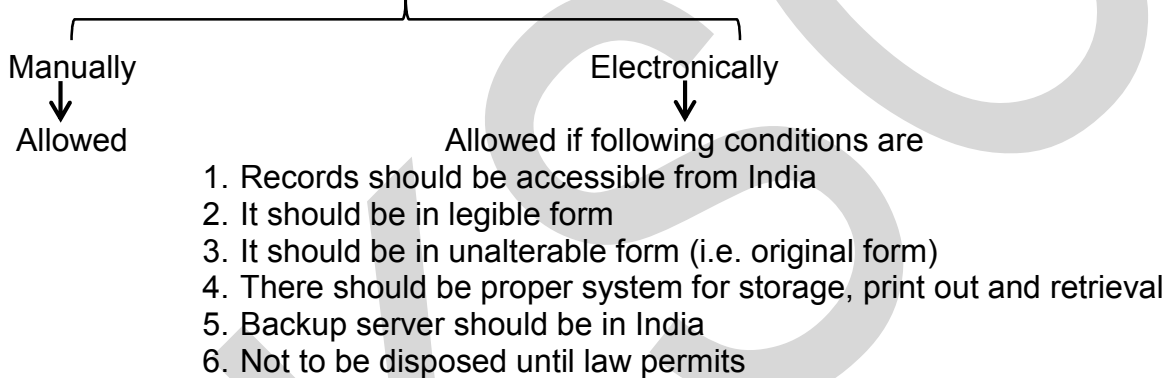 Manually Electronically
Allowed Allowed if following conditions are
1. Records should be accessible from India
2. It should be in legible form
3. It should be in unalterable form (i.e. original form)
4. There should be proper system for storage, print out and retrieval
5. Backup server should be in India
6. Not to be disposed until law permits